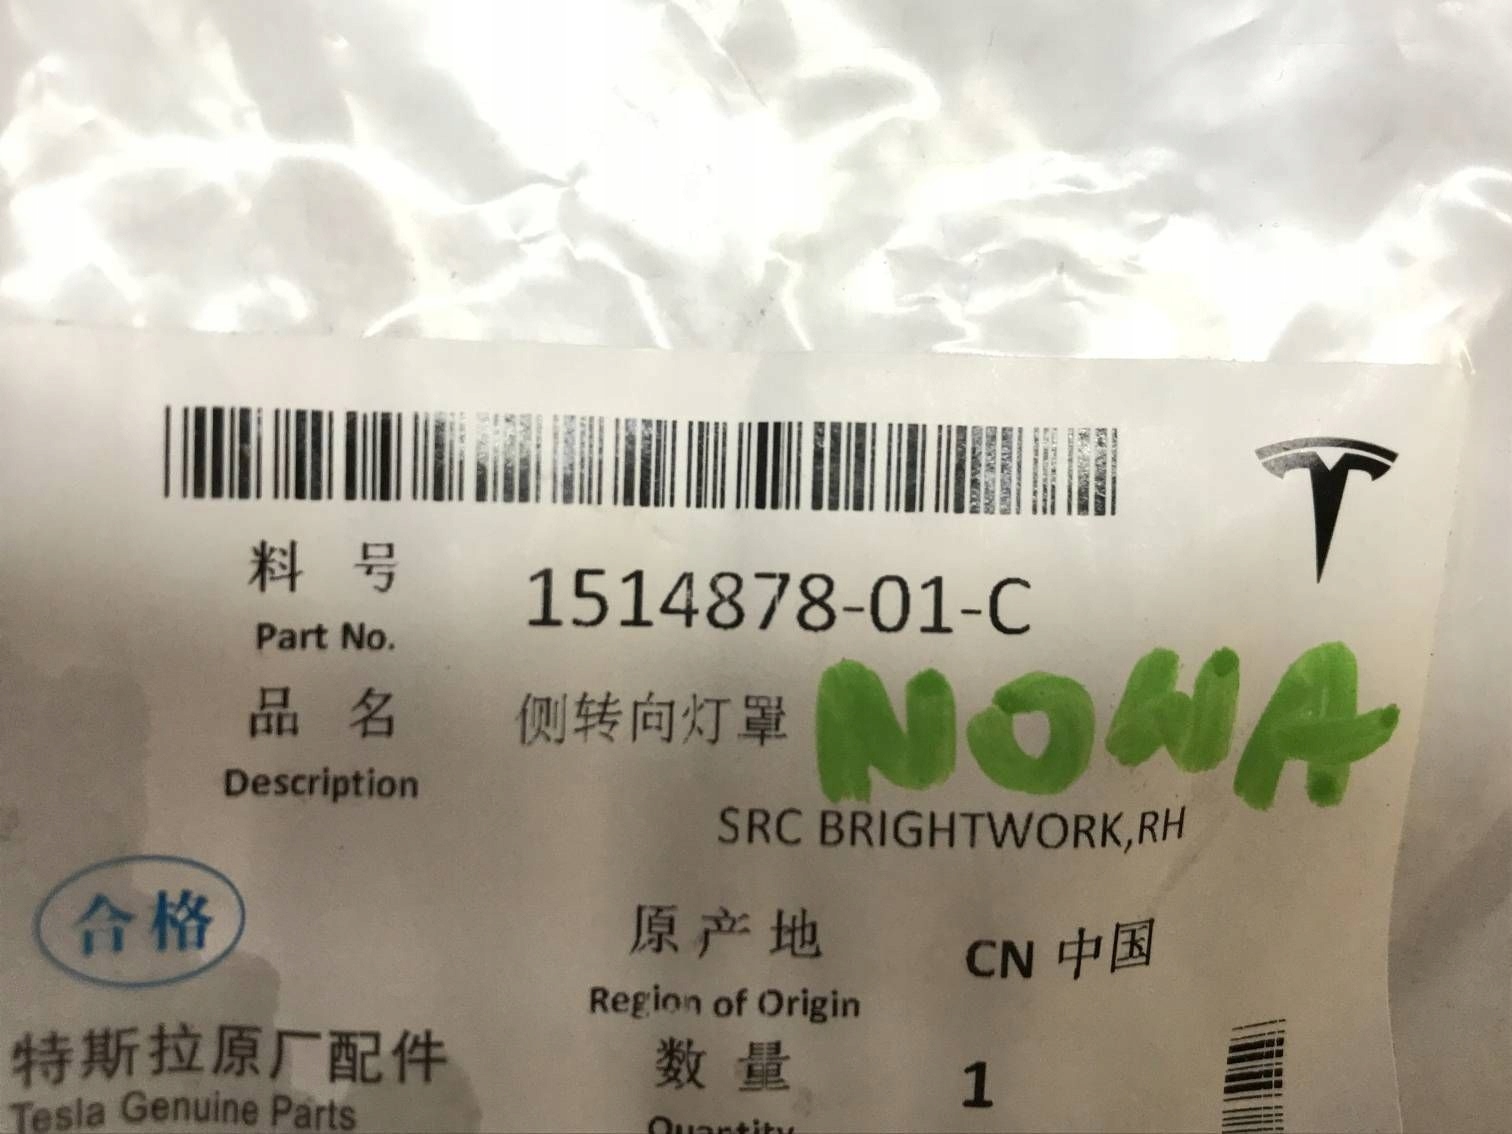 料 号 1514878-01-C
Part No.
品 名 侧转向灯罩 NOWA
Description
SRC BRIGHTWORK,RH
合格
原产地 CN 中国
Region of Origin
特斯拉原厂配件
数 量 1
Tesla Genuine Parts
Quantity